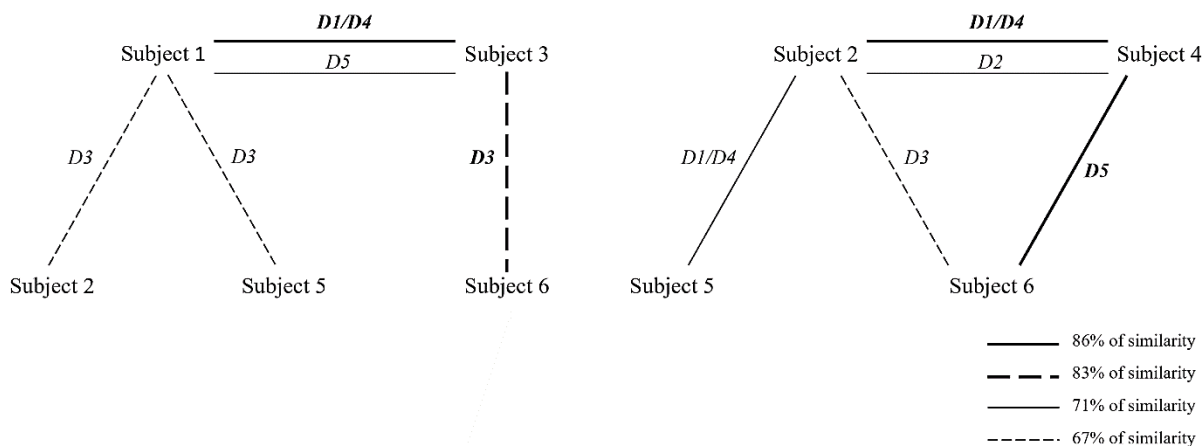 D1/D4
Subject 1
Subject 3
D5
D3
D3
D3
Subject 2
Subject 5
Subject 6
D1/D4
Subject 2
Subject 4
D2
D1/D4
D3
D5
Subject 5
Subject 6
86% of similarity
83% of similarity
71% of similarity
67% of similarity